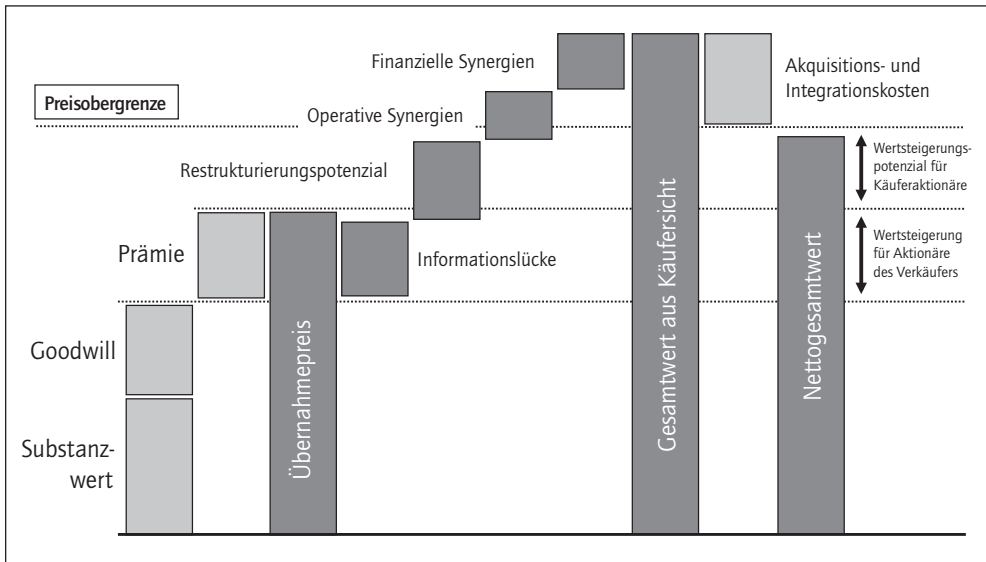 Finanzielle Synergien
Akquisitions- und
Integrationskosten
Preisobergrenze
Operative Synergien
Restrukturierungspotenzial
Wertsteigerungs-
potenzial für
Käuferaktionäre
Prämie
Informationslücke
Wertsteigerung
für Aktionäre
des Verkäufers
Goodwill
Substanz-
wert
Übernahmepreis
Gesamtwert aus Käufersicht
Nettogesamtwert